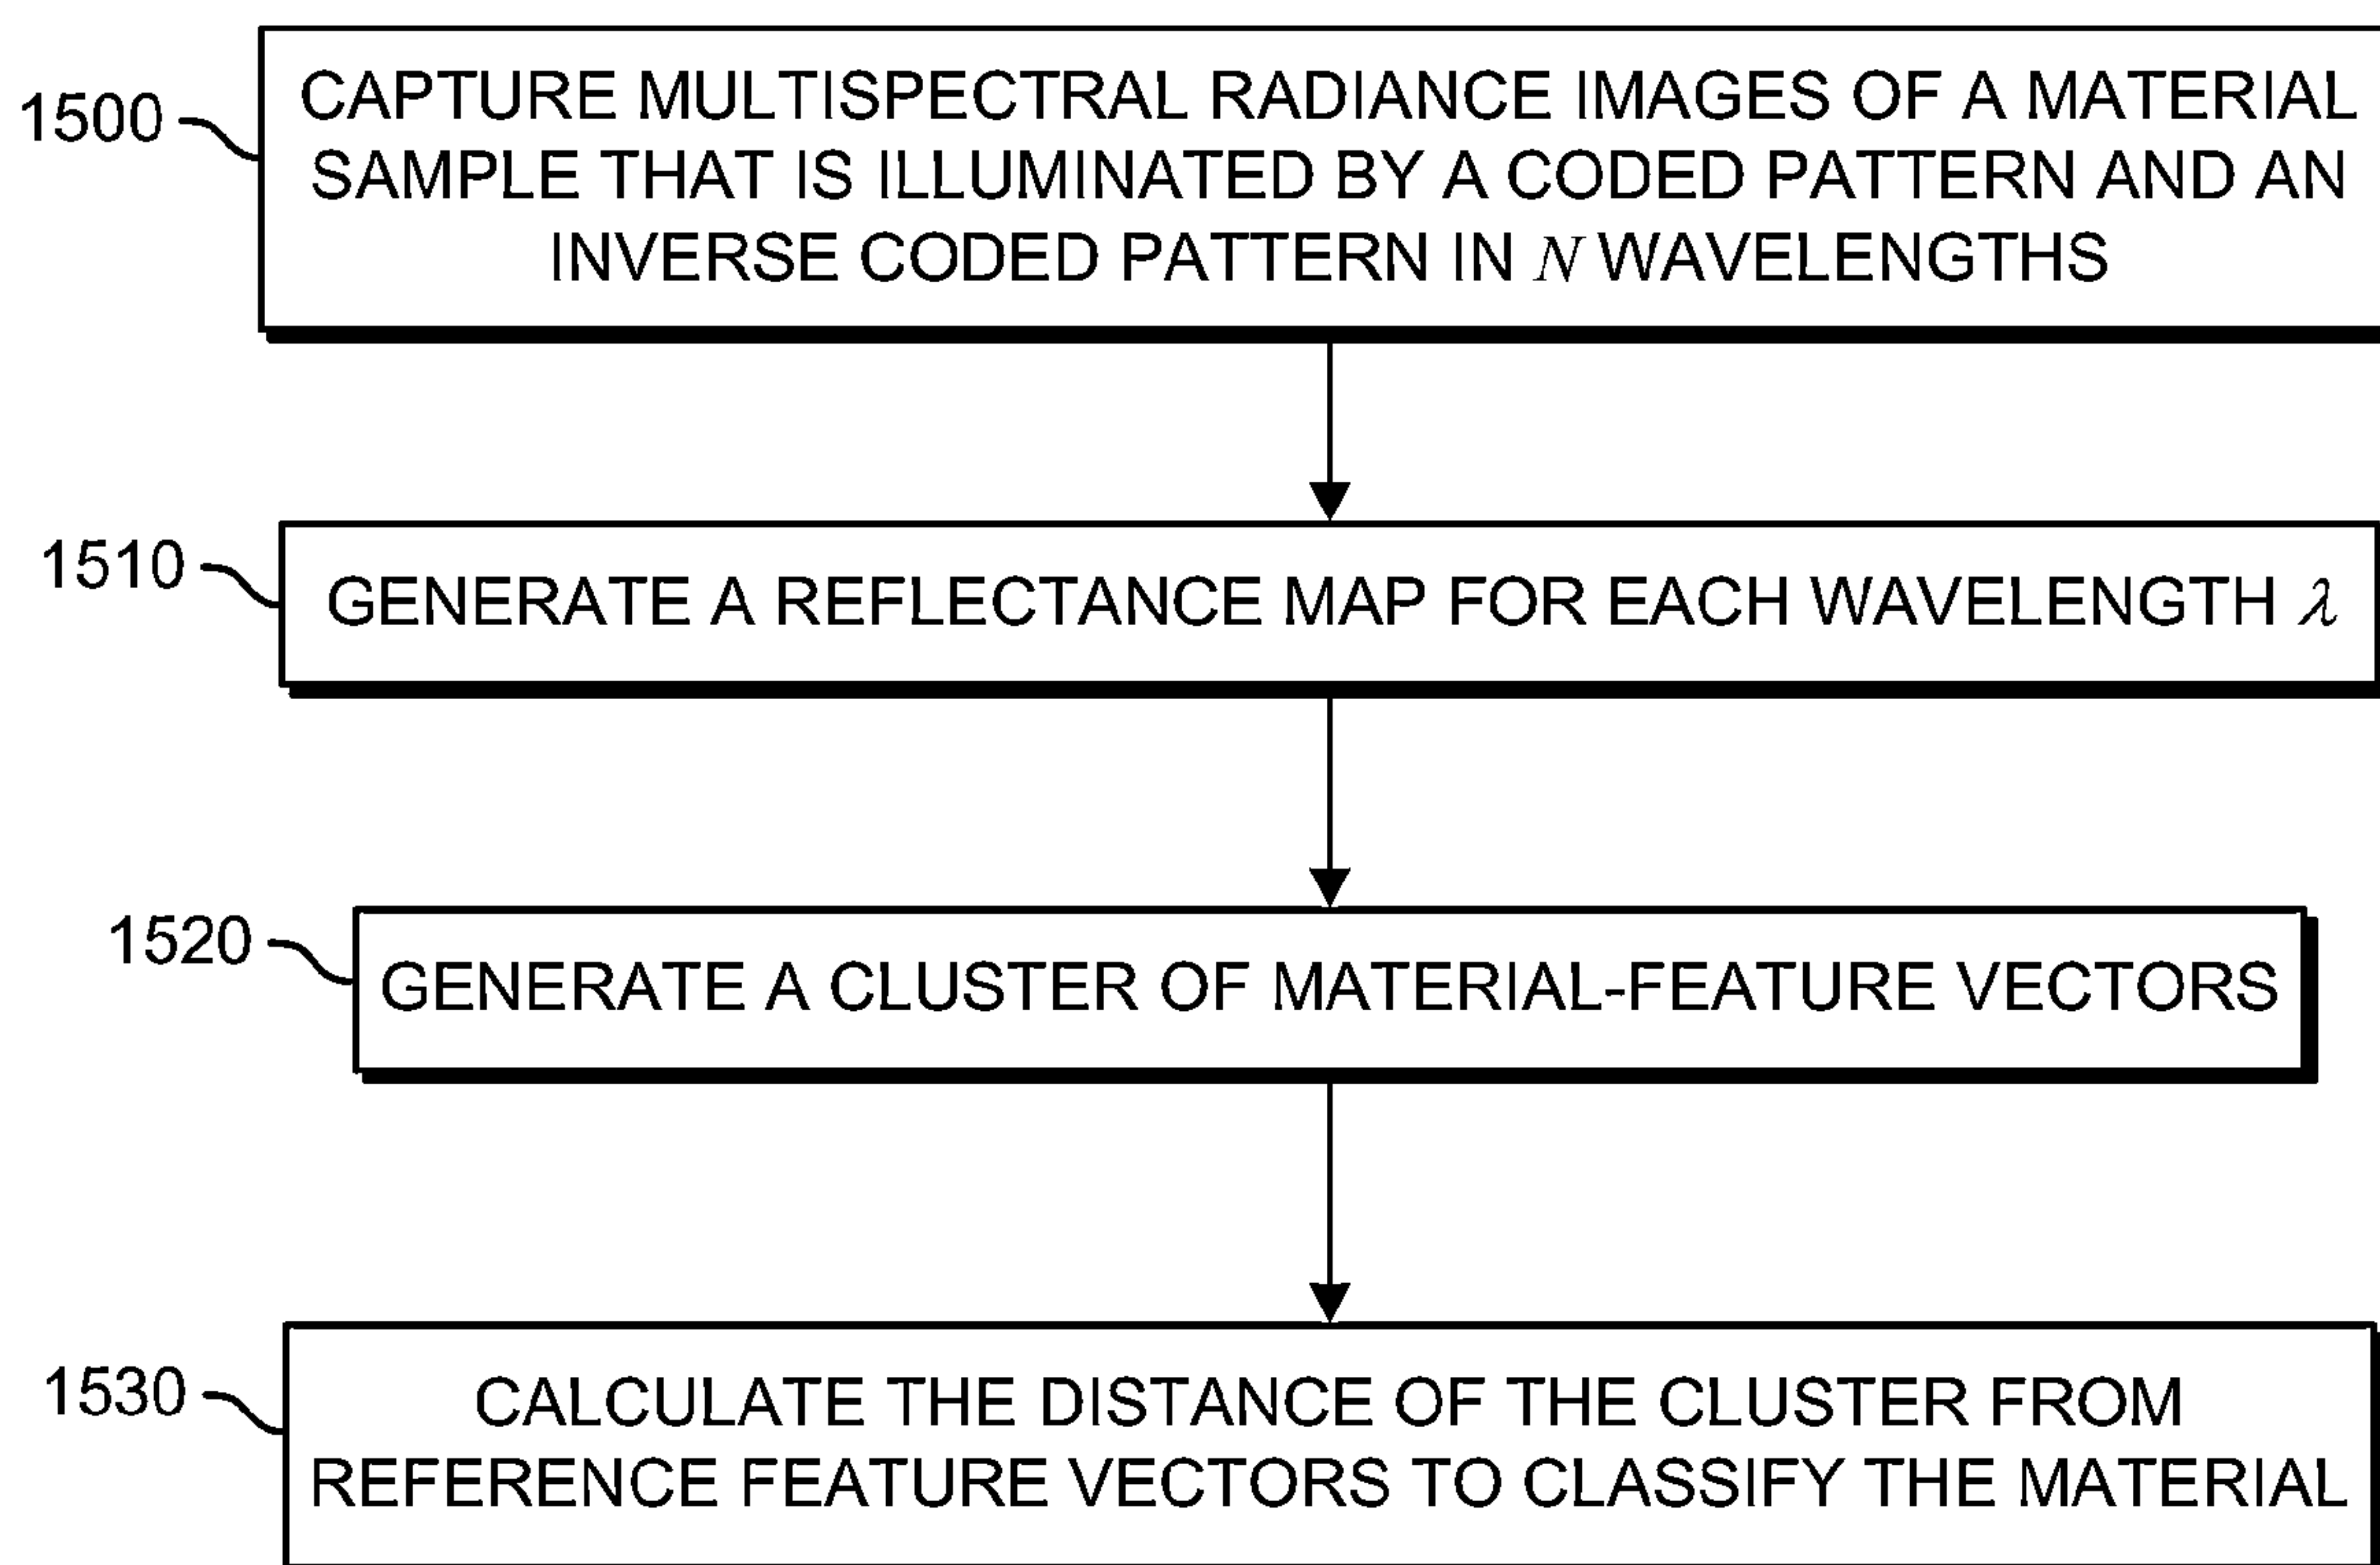 1500
CAPTURE MULTISPECTRAL RADIANCE IMAGES OF A MATERIAL
SAMPLE THAT IS ILLUMINATED BY A CODED PATTERN AND AN
INVERSE CODED PATTERN IN N WAVELENGTHS
1510
GENERATE A REFLECTANCE MAP FOR EACH WAVELENGTH λ
1520
GENERATE A CLUSTER OF MATERIAL-FEATURE VECTORS
1530
CALCULATE THE DISTANCE OF THE CLUSTER FROM
REFERENCE FEATURE VECTORS TO CLASSIFY THE MATERIAL